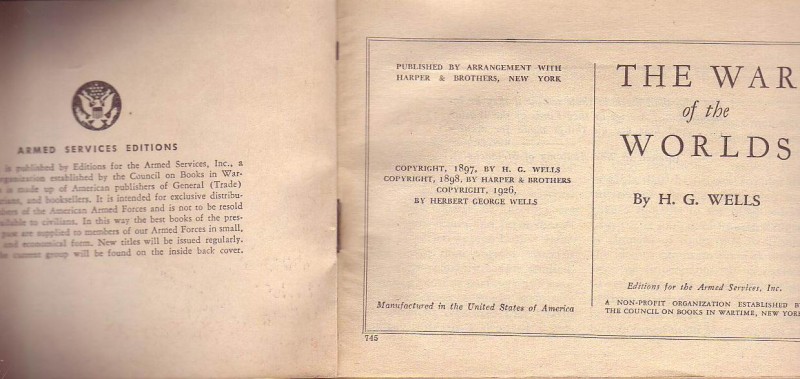 ARMED SERVICES EDITIONS
is published by Editions for the Armed Services, Inc., a
organization established by the Council on Books in War-
is made up of American publishers of General (Trade)
and booksellers. It is intended for exclusive distribu-
of the American Armed Forces and is not to be resold
to civilians. In this way the best books of the pres-
past are supplied to members of our Armed Forces in small,
and economical form. New titles will be issued regularly.
current group will be found on the inside back cover.
PUBLISHED BY ARRANGEMENT WITH
HARPER & BROTHERS, NEW YORK
COPYRIGHT, 1897, BY H. G. WELLS
COPYRIGHT, 1898, BY HARPER & BROTHERS
COPYRIGHT, 1926,
BY HERBERT GEORGE WELLS
Manufactured in the United States of America
745
THE WAR
of the
WORLDS
By H. G. WELLS
Editions for the Armed Services, Inc.
A NON-PROFIT ORGANIZATION ESTABLISHED
THE COUNCIL ON BOOKS IN WARTIME, NEW YORK